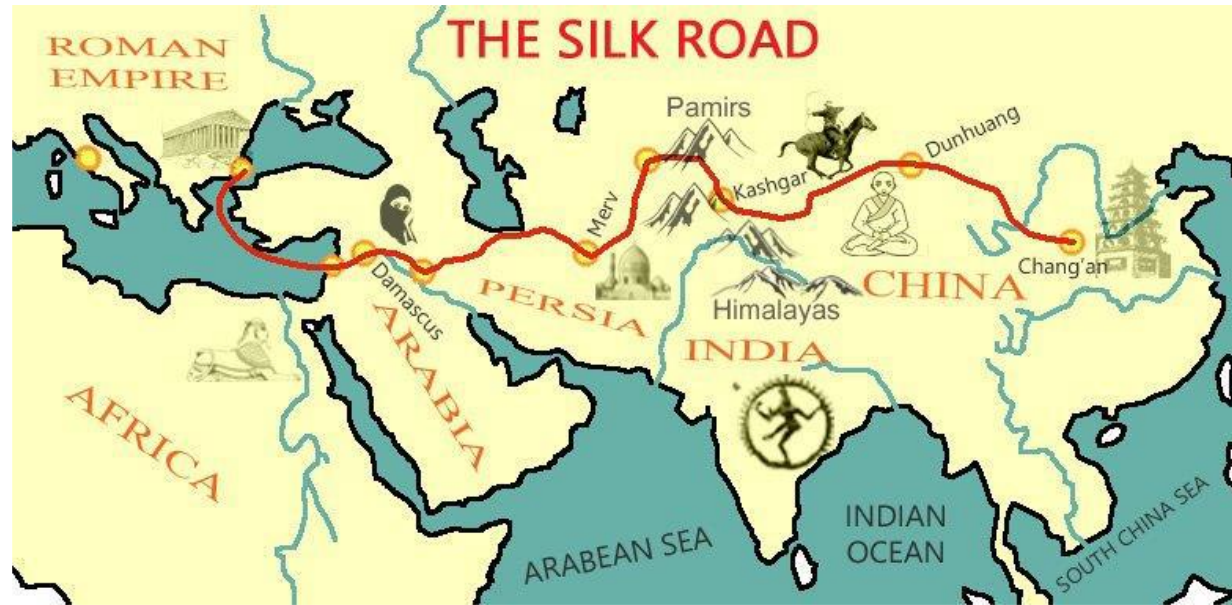 THE SILK ROAD
ROMAN
EMPIRE
Pamirs
Dunhuang
Kashgar
Merv
Chang'an
Damascus
CHINA
PERSIA
Himalayas
ARABIA
INDIA
AFRICA
INDIAN
OCEAN
ARABEAN SEA
SOUTH CHINA SEA